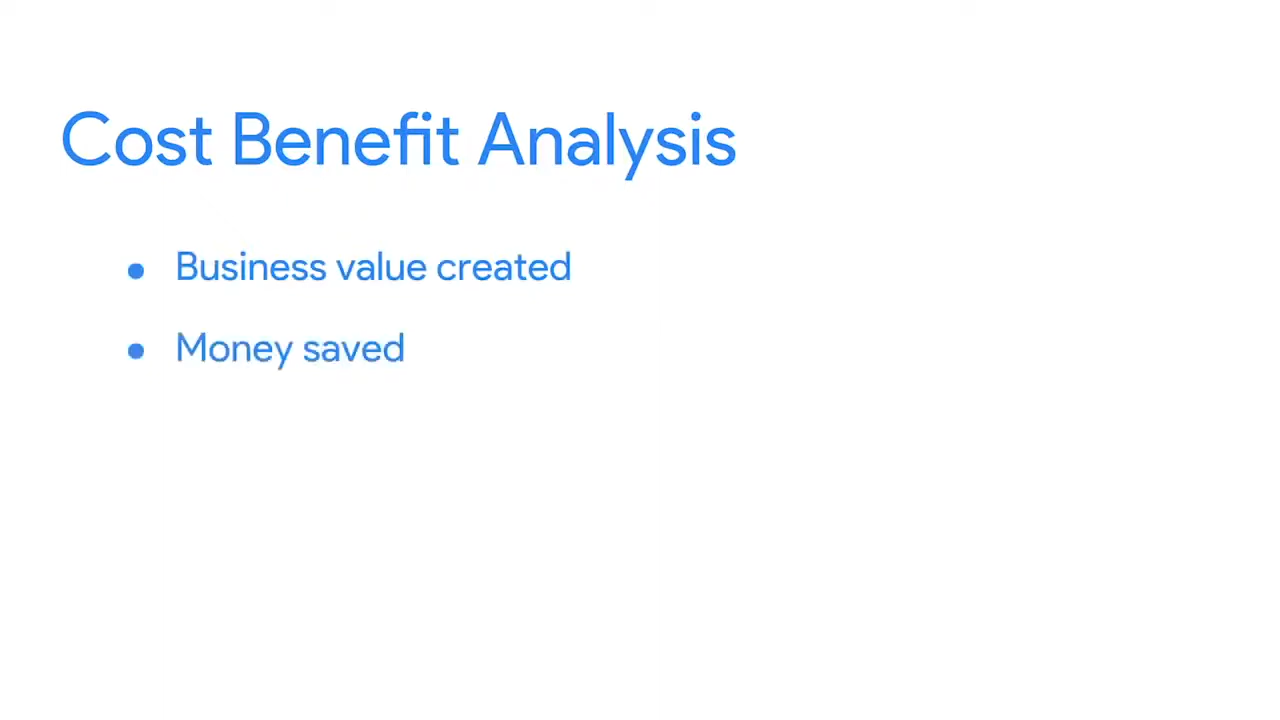 Cost Benefit Analysis
• Business value created
• Money saved